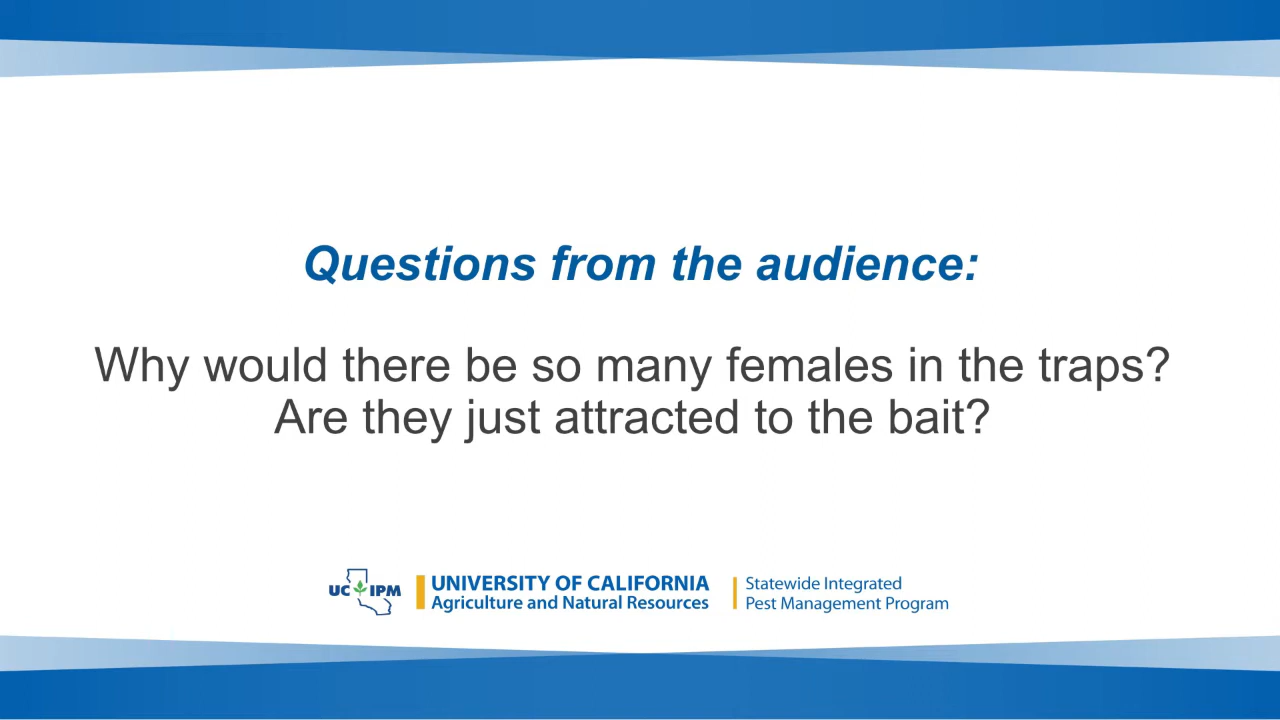 Questions from the audience:
Why would there be so many females in the traps?
Are they just attracted to the bait?
UC IPM
UNIVERSITY OF CALIFORNIA
Agriculture and Natural Resources
Statewide Integrated
Pest Management Program